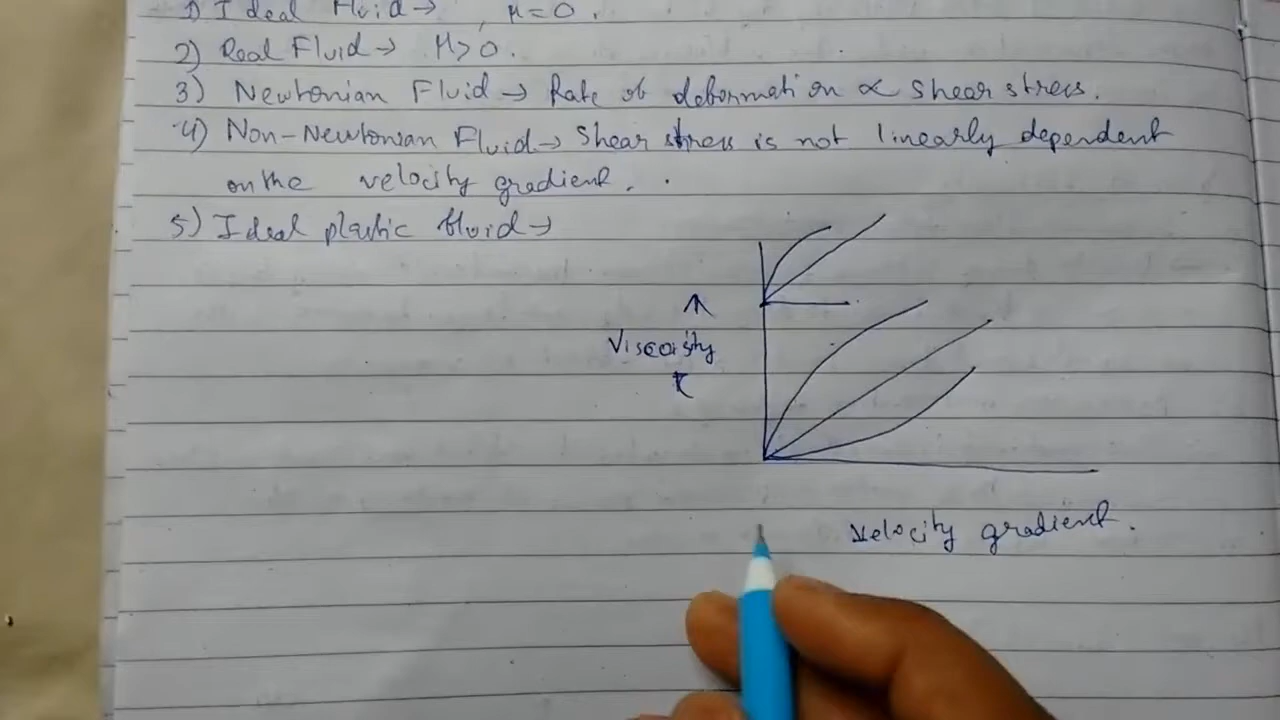 1) Ideal Fluid → , μ = 0 .
2) Real Fluid → μ > 0 .
3) Newtonian Fluid → Rate of deformation ∝ shear stress.
4) Non-Newtonian Fluid → Shear stress is not linearly dependent
on the velocity gradient .
5) Ideal plastic fluid →
↑
Viscosity
τ
Velocity gradient .